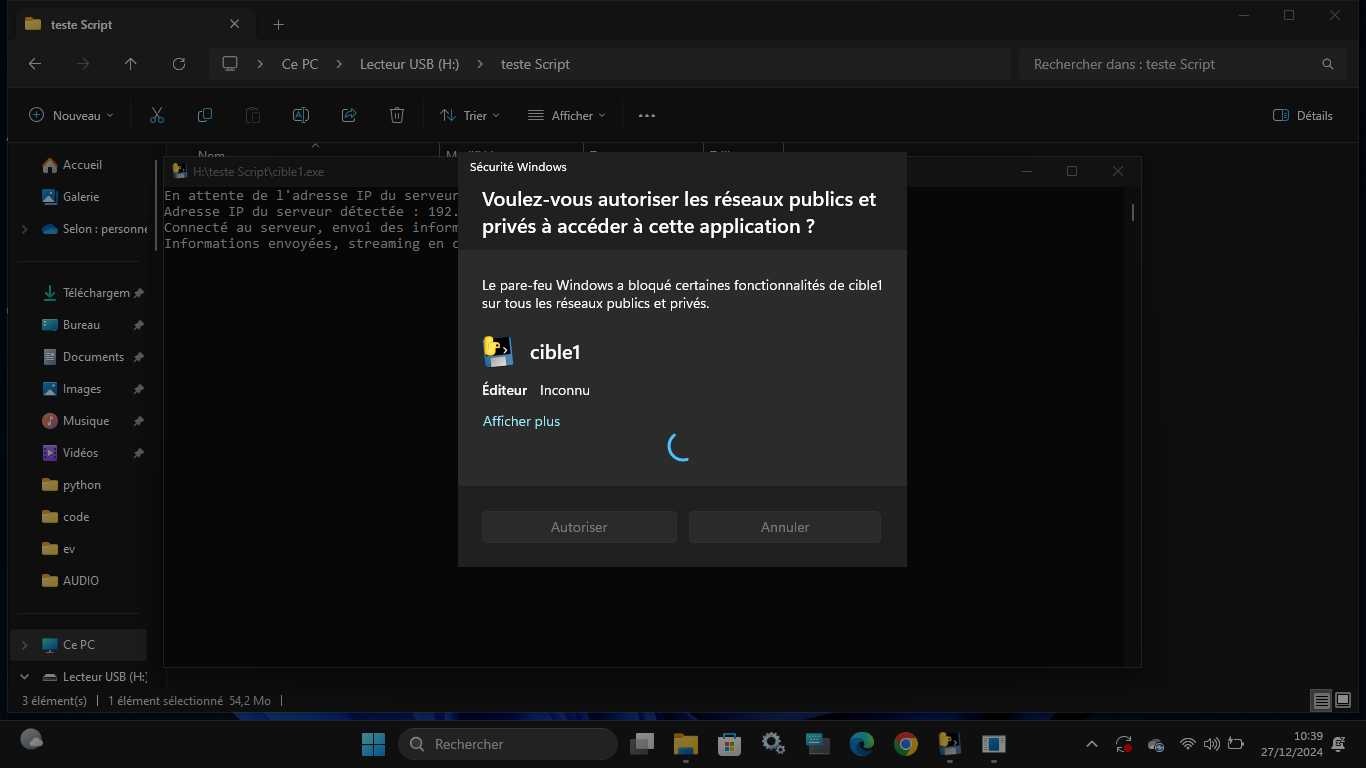 teste Script
Ce PC
Lecteur USB (H:)
teste Script
Rechercher dans : teste Script
Nouveau
Trier
Afficher
Détails
Accueil
Galerie
Selon : personne
Téléchargem
Bureau
Documents
Images
Musique
Vidéos
python
code
ev
AUDIO
Ce PC
Lecteur USB (H:)
3 élément(s)
1 élément sélectionné 54,2 Mo
Nom
H:\teste Script\cible1.exe
En attente de l'adresse IP du serveur
Adresse IP du serveur détectée : 192.
Connecté au serveur, envoi des inform
Informations envoyées, streaming en c
Sécurité Windows
Voulez-vous autoriser les réseaux publics et
privés à accéder à cette application ?
Le pare-feu Windows a bloqué certaines fonctionnalités de cible1
sur tous les réseaux publics et privés.
cible1
Éditeur Inconnu
Afficher plus
Autoriser
Annuler
Rechercher
10:39
27/12/2024